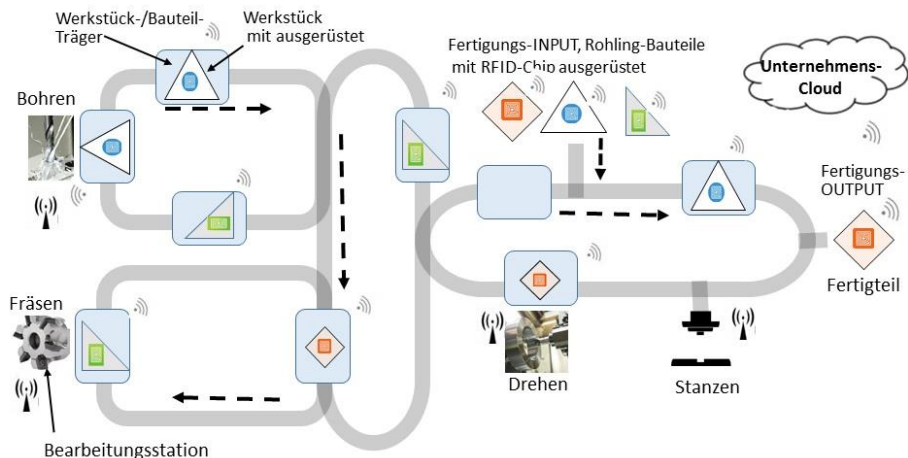 Werkstück-/Bauteil-
Träger
Werkstück
mit ausgerüstet
Fertigungs-INPUT, Rohling-Bauteile
mit RFID-Chip ausgerüstet
Unternehmens-
Cloud
Bohren
Fertigungs-
OUTPUT
Fertigteil
Fräsen
Drehen
Stanzen
Bearbeitungsstation